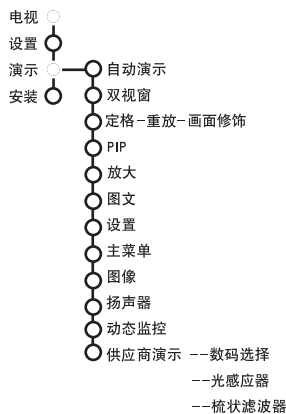 电视
设置
演示
安装
自动演示
双视窗
定格-重放-画面修饰
PIP
放大
图文
设置
主菜单
图像
扬声器
动态监控
供应商演示 --数码选择
--光感应器
--梳状滤波器